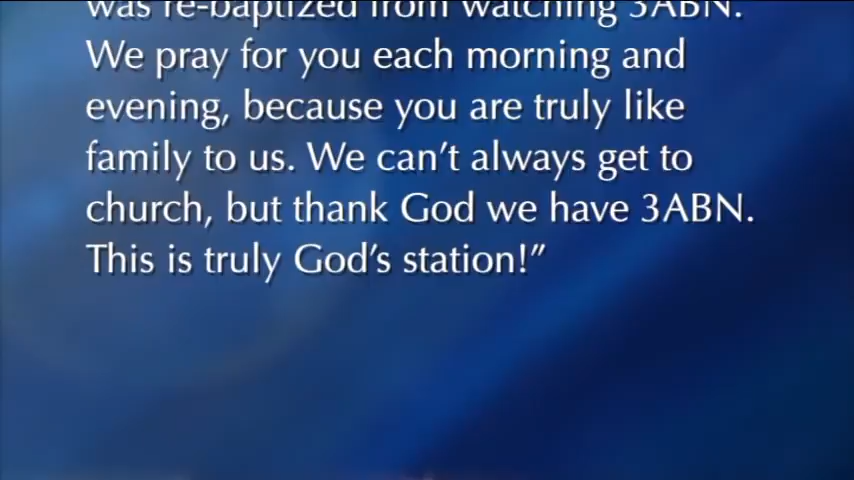 was re-baptized from watching 3ABN.
We pray for you each morning and
evening, because you are truly like
family to us. We can't always get to
church, but thank God we have 3ABN.
This is truly God's station!”